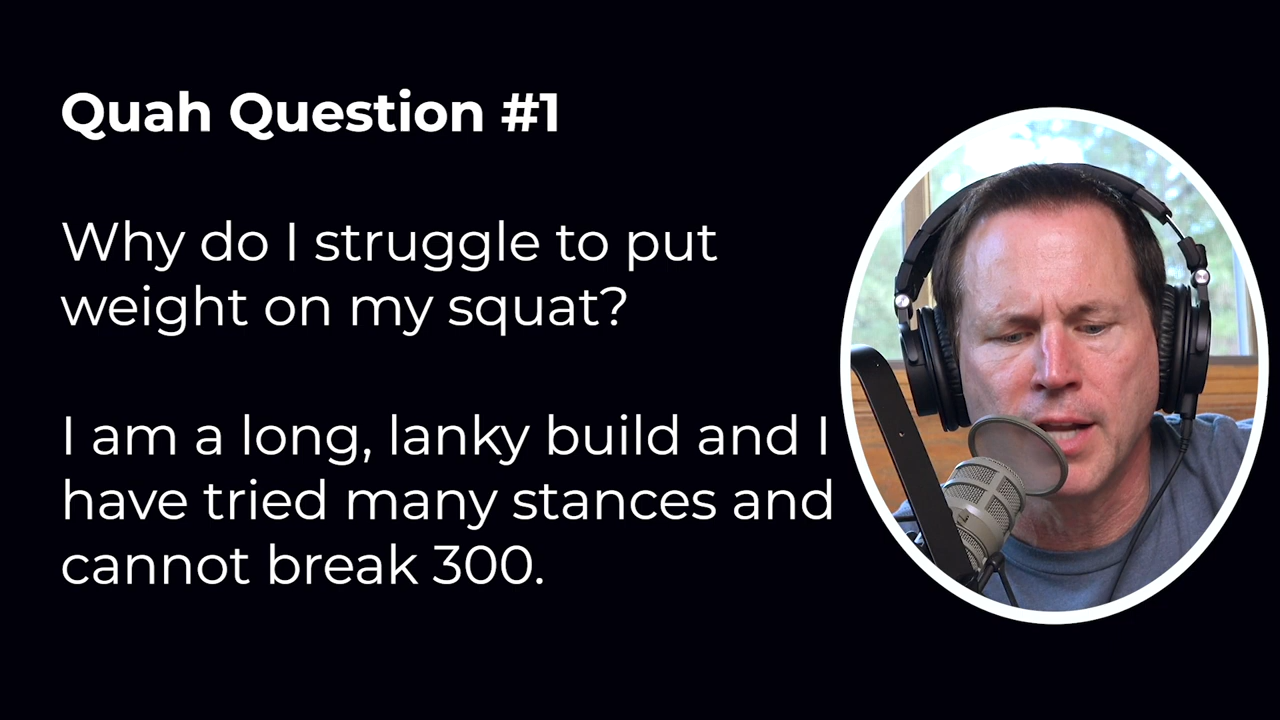 Quah Question #1
Why do I struggle to put
weight on my squat?
I am a long, lanky build and I
have tried many stances and
cannot break 300.